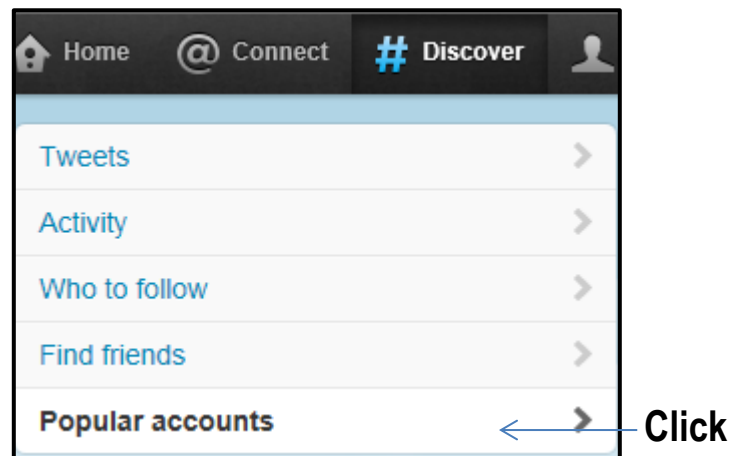 Home @ Connect # Discover
Tweets
Activity
Who to follow
Find friends
Popular accounts Click